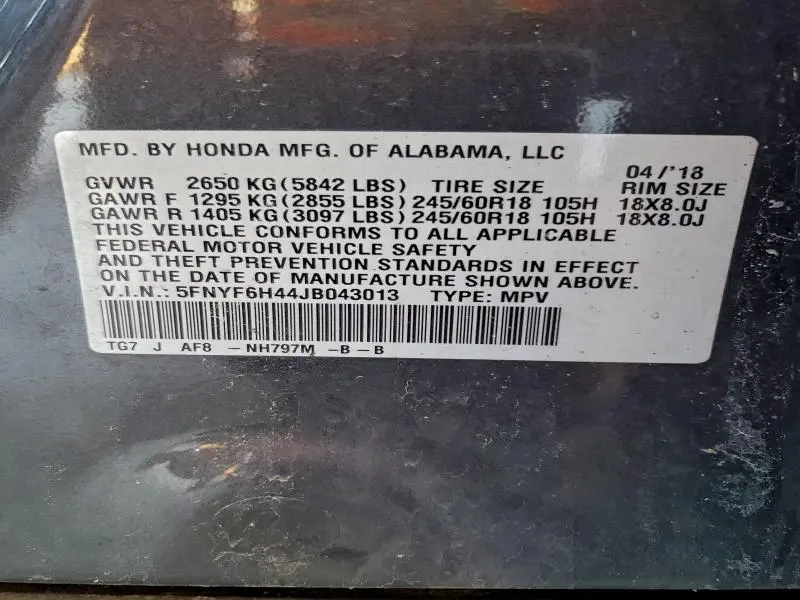 MFD. BY HONDA MFG. OF ALABAMA, LLC 04/'18
GVWR 2650 KG (5842 LBS) TIRE SIZE RIM SIZE
GAWR F 1295 KG (2855 LBS) 245/60R18 105H 18X8.0J
GAWR R 1405 KG (3097 LBS) 245/60R18 105H 18X8.0J
THIS VEHICLE CONFORMS TO ALL APPLICABLE
FEDERAL MOTOR VEHICLE SAFETY
AND THEFT PREVENTION STANDARDS IN EFFECT
ON THE DATE OF MANUFACTURE SHOWN ABOVE.
V.I.N.: 5FNYF6H44JB043013 TYPE: MPV
TG7 J AF8 - NH797M -B-B